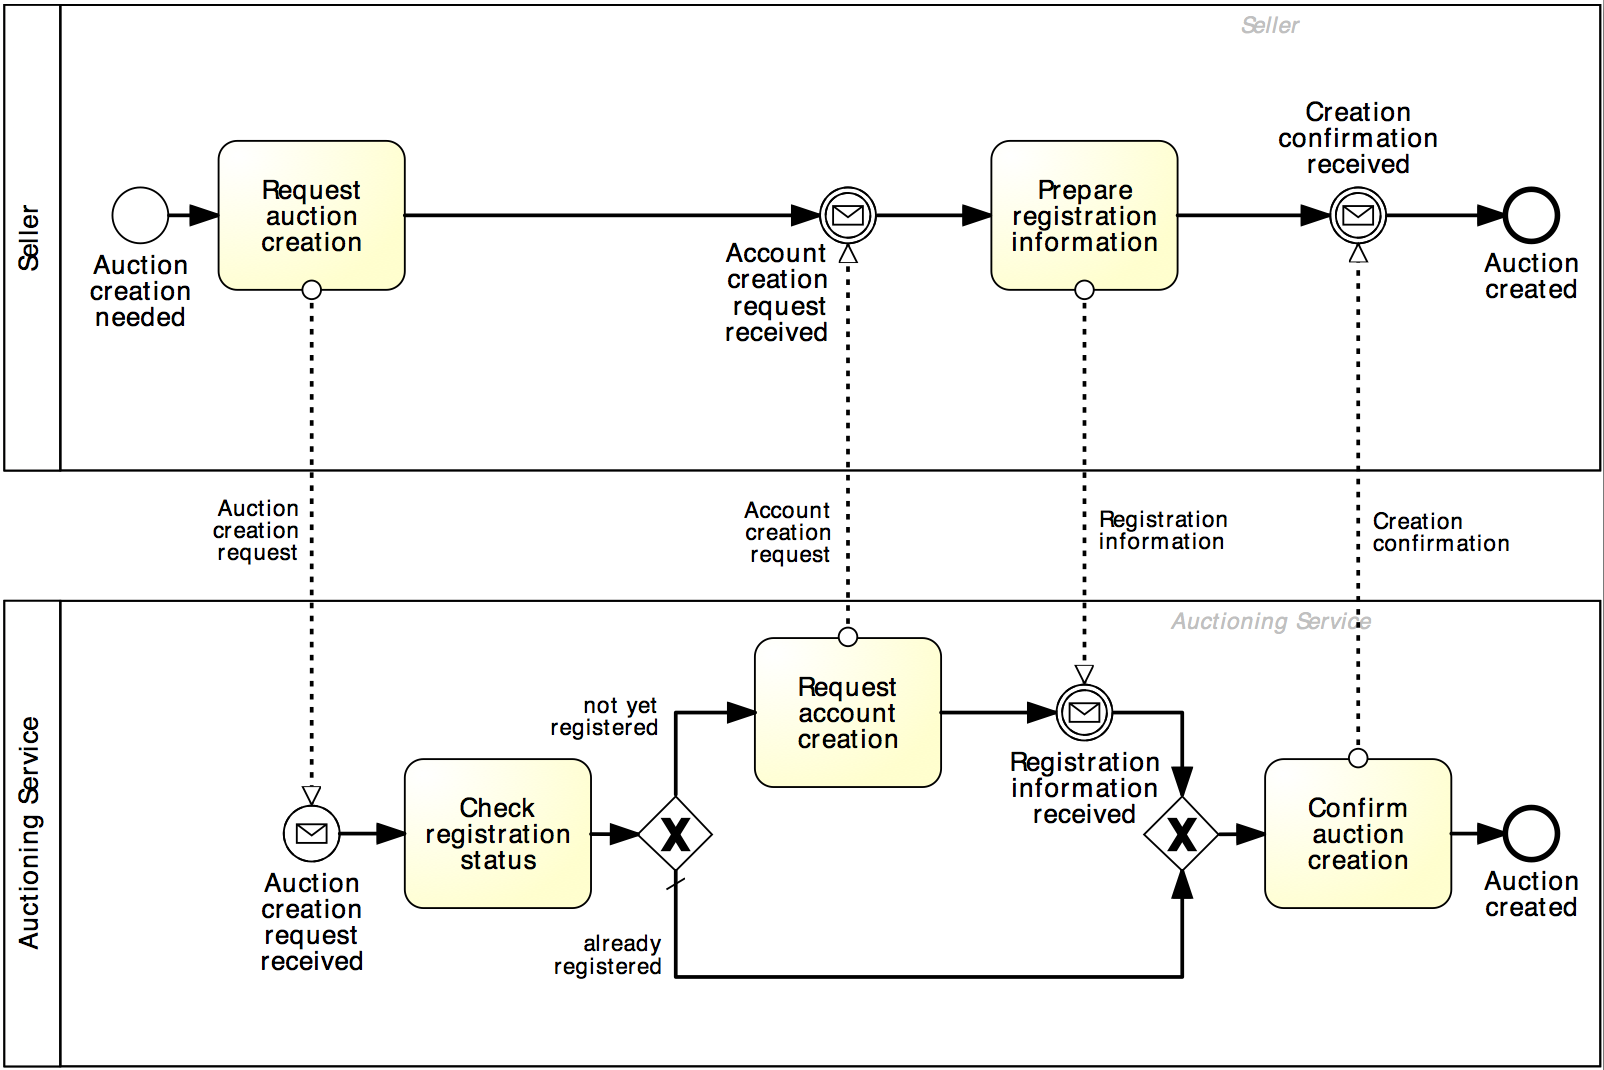 Seller
Seller
Creation
confirmation
received
Request
auction
creation
Prepare
registration
information
Auction
creation
needed
Account
creation
request
received
Auction
created
Auction
creation
request
Account
creation
request
Registration
information
Creation
confirmation
Auctioning Service
Auctioning Service
not yet
registered
Request
account
creation
Registration
information
received
Check
registration
status
X
X
Confirm
auction
creation
Auction
creation
request
received
already
registered
Auction
created